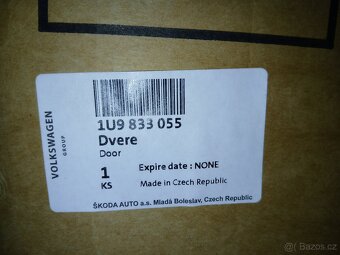 VOLKSWAGEN
GROUP
1U9 833 055
Dvere
Door
1
KS
Expire date : NONE
Made in Czech Republic
ŠKODA AUTO a.s. Mladá Boleslav, Czech Republic
Bazoš.cz